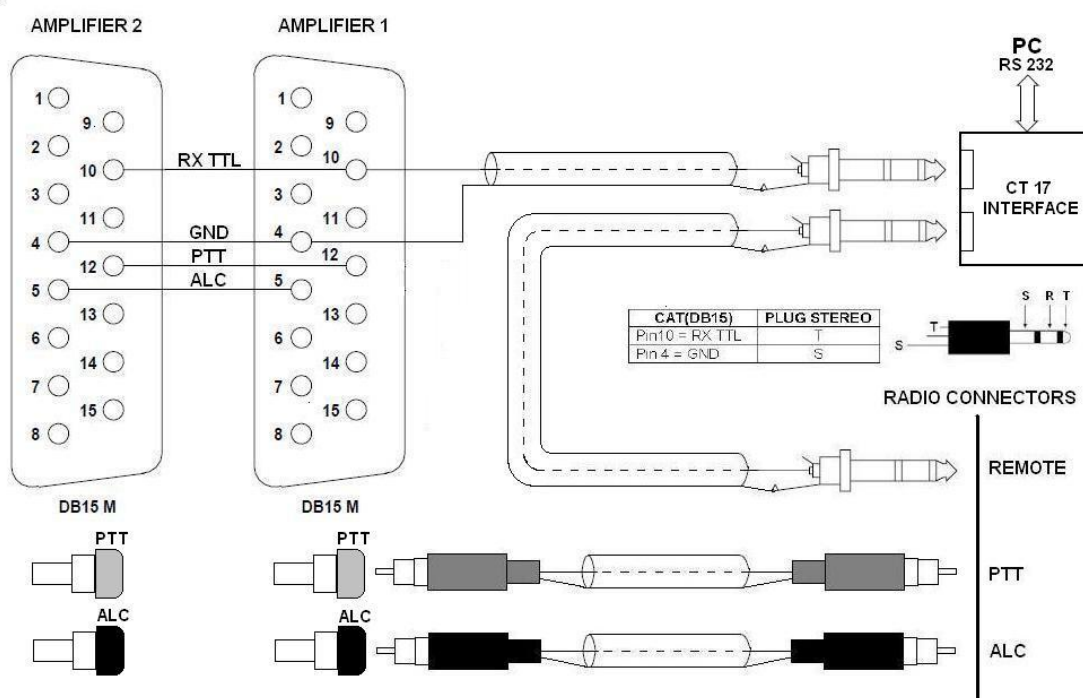 AMPLIFIER 2
AMPLIFIER 1
PC
RS 232
1
9
2
10
3
11
4
12
5
13
6
14
7
15
8
RX TTL
GND
PTT
ALC
1
9
2
10
3
11
4
12
5
13
6
14
7
15
8
CT 17
INTERFACE
CAT(DB15) PLUG STEREO
Pin10 = RX TTL T
Pin 4 = GND S
S R T
T
S
RADIO CONNECTORS
REMOTE
DB15 M
DB15 M
PTT
PTT
PTT
ALC
ALC
ALC